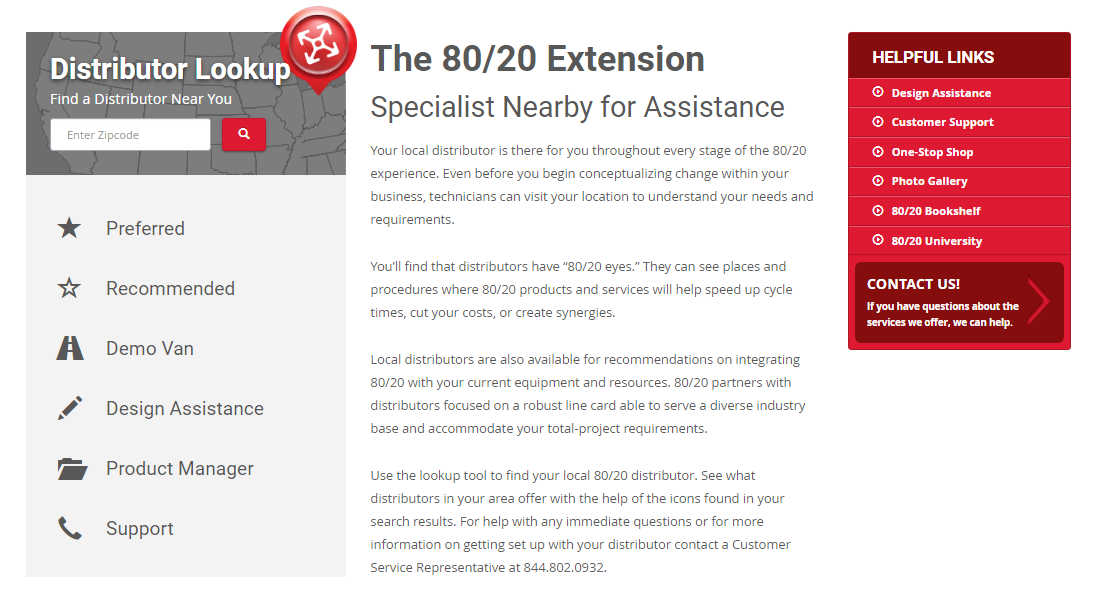 Distributor Lookup
Find a Distributor Near You
Enter Zipcode
Preferred
Recommended
Demo Van
Design Assistance
Product Manager
Support
The 80/20 Extension
Specialist Nearby for Assistance
Your local distributor is there for you throughout every stage of the 80/20
experience. Even before you begin conceptualizing change within your
business, technicians can visit your location to understand your needs and
requirements.
You'll find that distributors have “80/20 eyes.” They can see places and
procedures where 80/20 products and services will help speed up cycle
times, cut your costs, or create synergies.
Local distributors are also available for recommendations on integrating
80/20 with your current equipment and resources. 80/20 partners with
distributors focused on a robust line card able to serve a diverse industry
base and accommodate your total-project requirements.
Use the lookup tool to find your local 80/20 distributor. See what
distributors in your area offer with the help of the icons found in your
search results. For help with any immediate questions or for more
information on getting set up with your distributor contact a Customer
Service Representative at 844.802.0932.
HELPFUL LINKS
Design Assistance
Customer Support
One-Stop Shop
Photo Gallery
80/20 Bookshelf
80/20 University
CONTACT US!
If you have questions about the
services we offer, we can help.